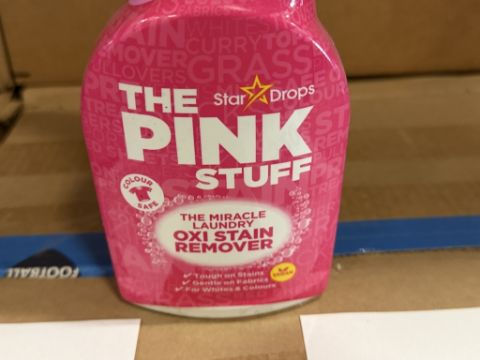 CURRY
GRASS
Star Drops
THE
PINK
STUFF
COLOUR
SAFE
THE MIRACLE
LAUNDRY
OXI STAIN
REMOVER
✓ Tough on Stains
✓ Gentle on Fabrics
✓ For Whites & Colours
VEGAN
FOOTBALL